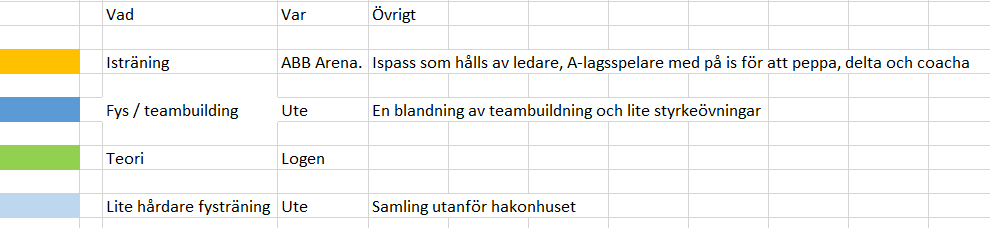 Vad Var Övrigt
Isträning ABB Arena. Ispass som hålls av ledare, A-lagsspelare med på is för att peppa, delta och coacha
Fys / teambuilding Ute En blandning av teambuildning och lite styrkeövningar
Teori Logen
Lite hårdare fysträning Ute Samling utanför hakonhuset